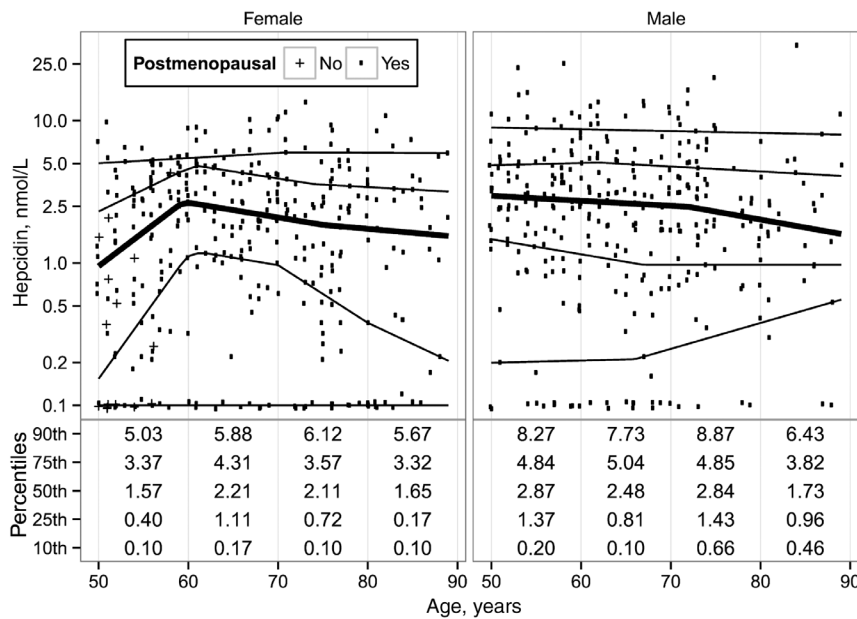 Female Male
Postmenopausal No Yes
Hepcidin, nmol/L
25.0
10.0
5.0
2.5
1.0
0.5
0.2
0.1
Percentiles
90th 5.03 5.88 6.12 5.67 8.27 7.73 8.87 6.43
75th 3.37 4.31 3.57 3.32 4.84 5.04 4.85 3.82
50th 1.57 2.21 2.11 1.65 2.87 2.48 2.84 1.73
25th 0.40 1.11 0.72 0.17 1.37 0.81 1.43 0.96
10th 0.10 0.17 0.10 0.10 0.20 0.10 0.66 0.46
50 60 70 80 90 50 60 70 80 90
Age, years